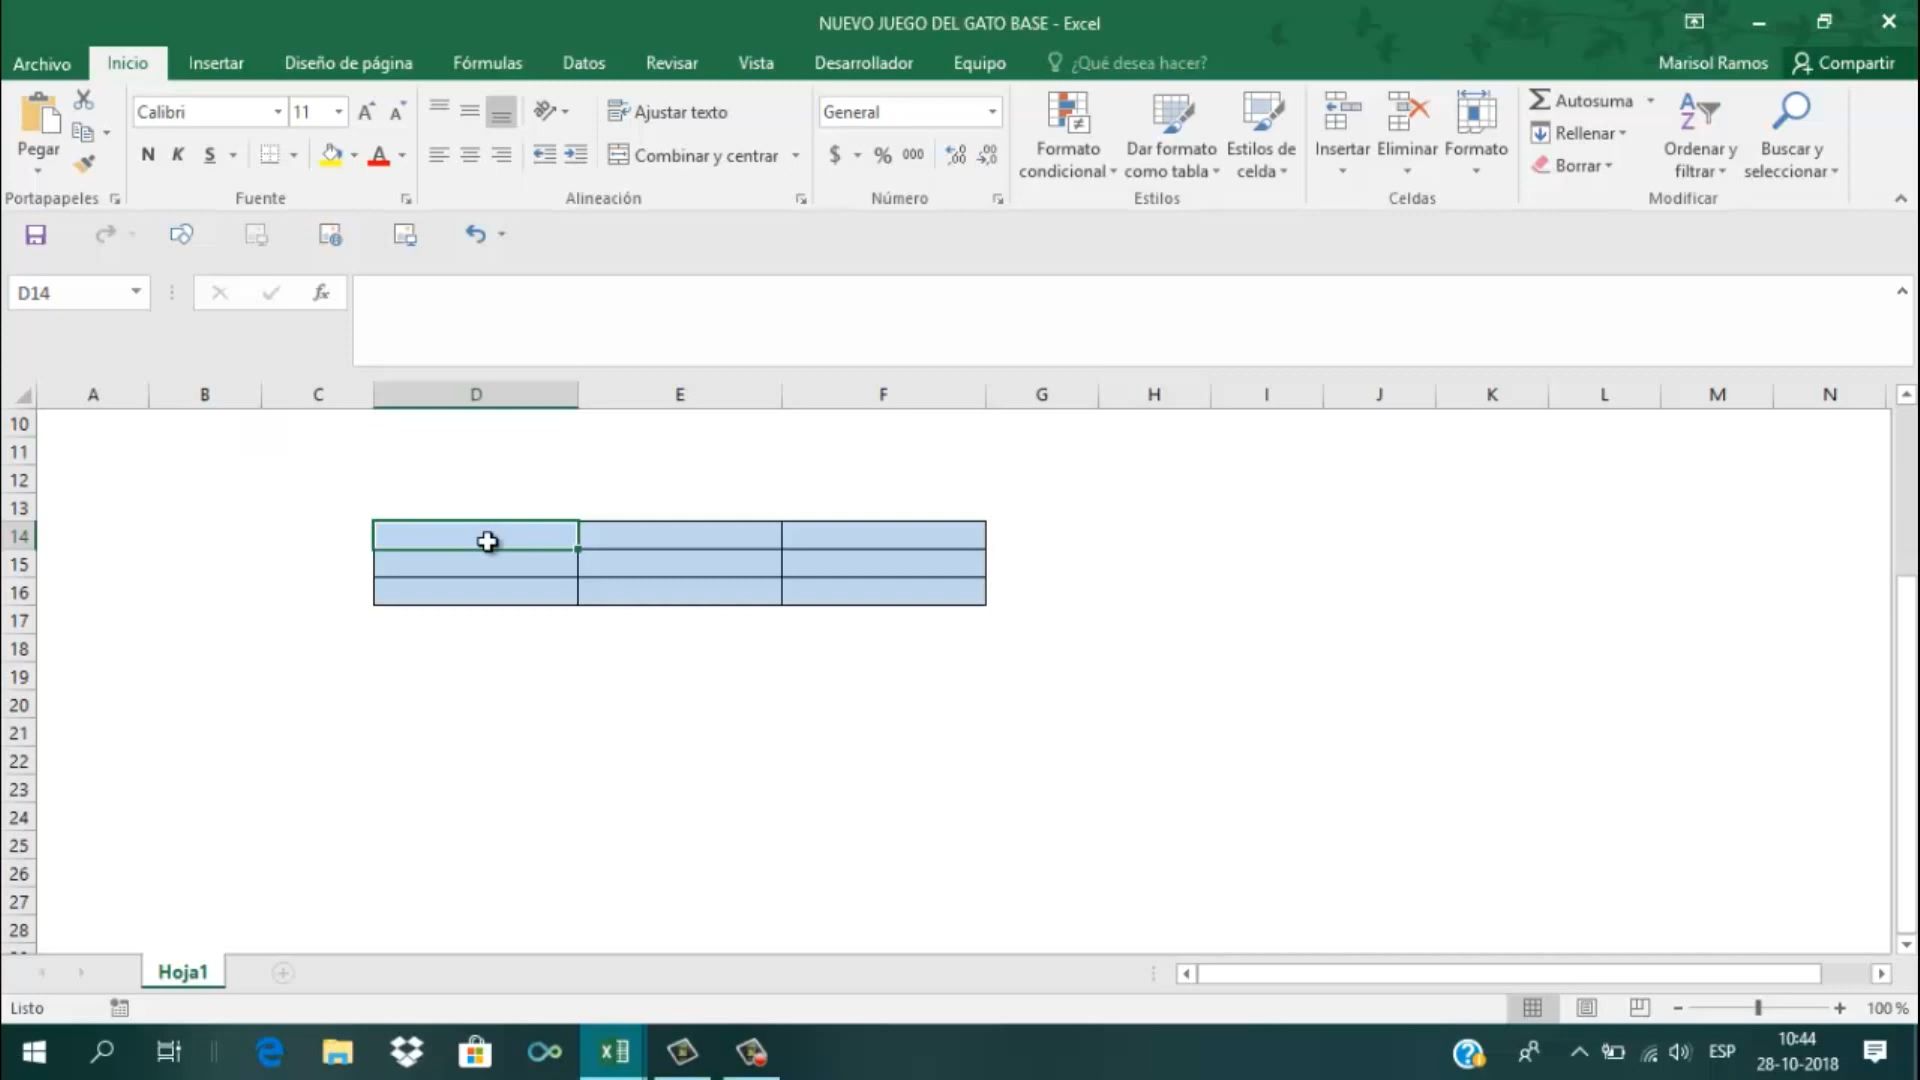 NUEVO JUEGO DEL GATO BASE - Excel
Archivo Inicio Insertar Diseño de página Fórmulas Datos Revisar Vista Desarrollador Equipo ¿Qué desea hacer? Marisol Ramos Compartir
Calibri 11 Ajustar texto General Autosuma
Pegar N K S Combinar y centrar $ % 000 Formato condicional Dar formato como tabla Estilos de celda Insertar Eliminar Formato Rellenar Ordenar y filtrar Buscar y seleccionar
Borrar
Portapapeles Fuente Alineación Número Estilos Celdas Modificar
D14 fx
A B C D E F G H I J K L M N
10
11
12
13
14
15
16
17
18
19
20
21
22
23
24
25
26
27
28
Hoja1
Listo 100 %
ESP 10:44
28-10-2018